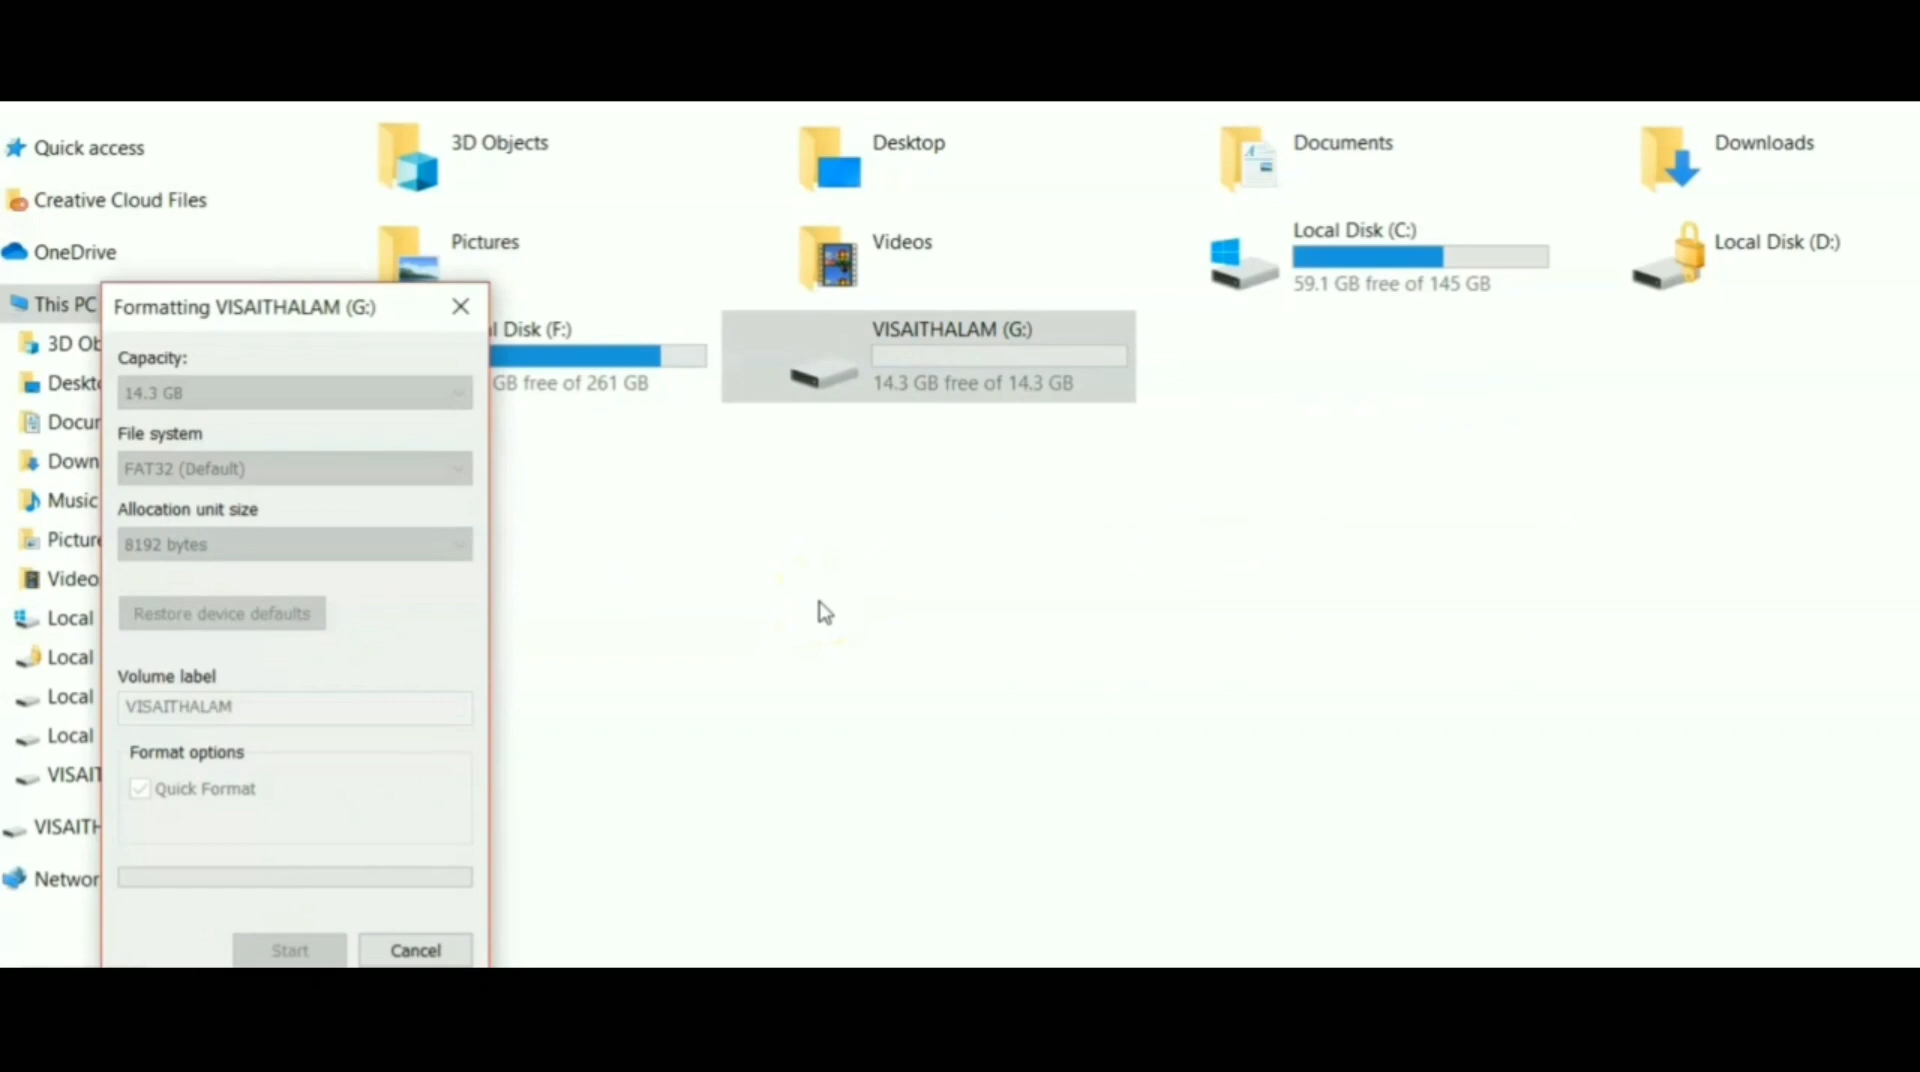 Quick access
Creative Cloud Files
OneDrive
This PC
3D Ob
Deskto
Docur
Down
Music
Picture
Video
Local
Local
Local
Local
VISAIT
VISAITH
Networ
3D Objects
Desktop
Documents
Downloads
Pictures
Videos
Local Disk (C:)
59.1 GB free of 145 GB
Local Disk (D:)
l Disk (F:)
GB free of 261 GB
VISAITHALAM (G:)
14.3 GB free of 14.3 GB
Formatting VISAITHALAM (G:)
Capacity:
14.3 GB
File system
FAT32 (Default)
Allocation unit size
8192 bytes
Restore device defaults
Volume label
VISAITHALAM
Format options
Quick Format
Start
Cancel